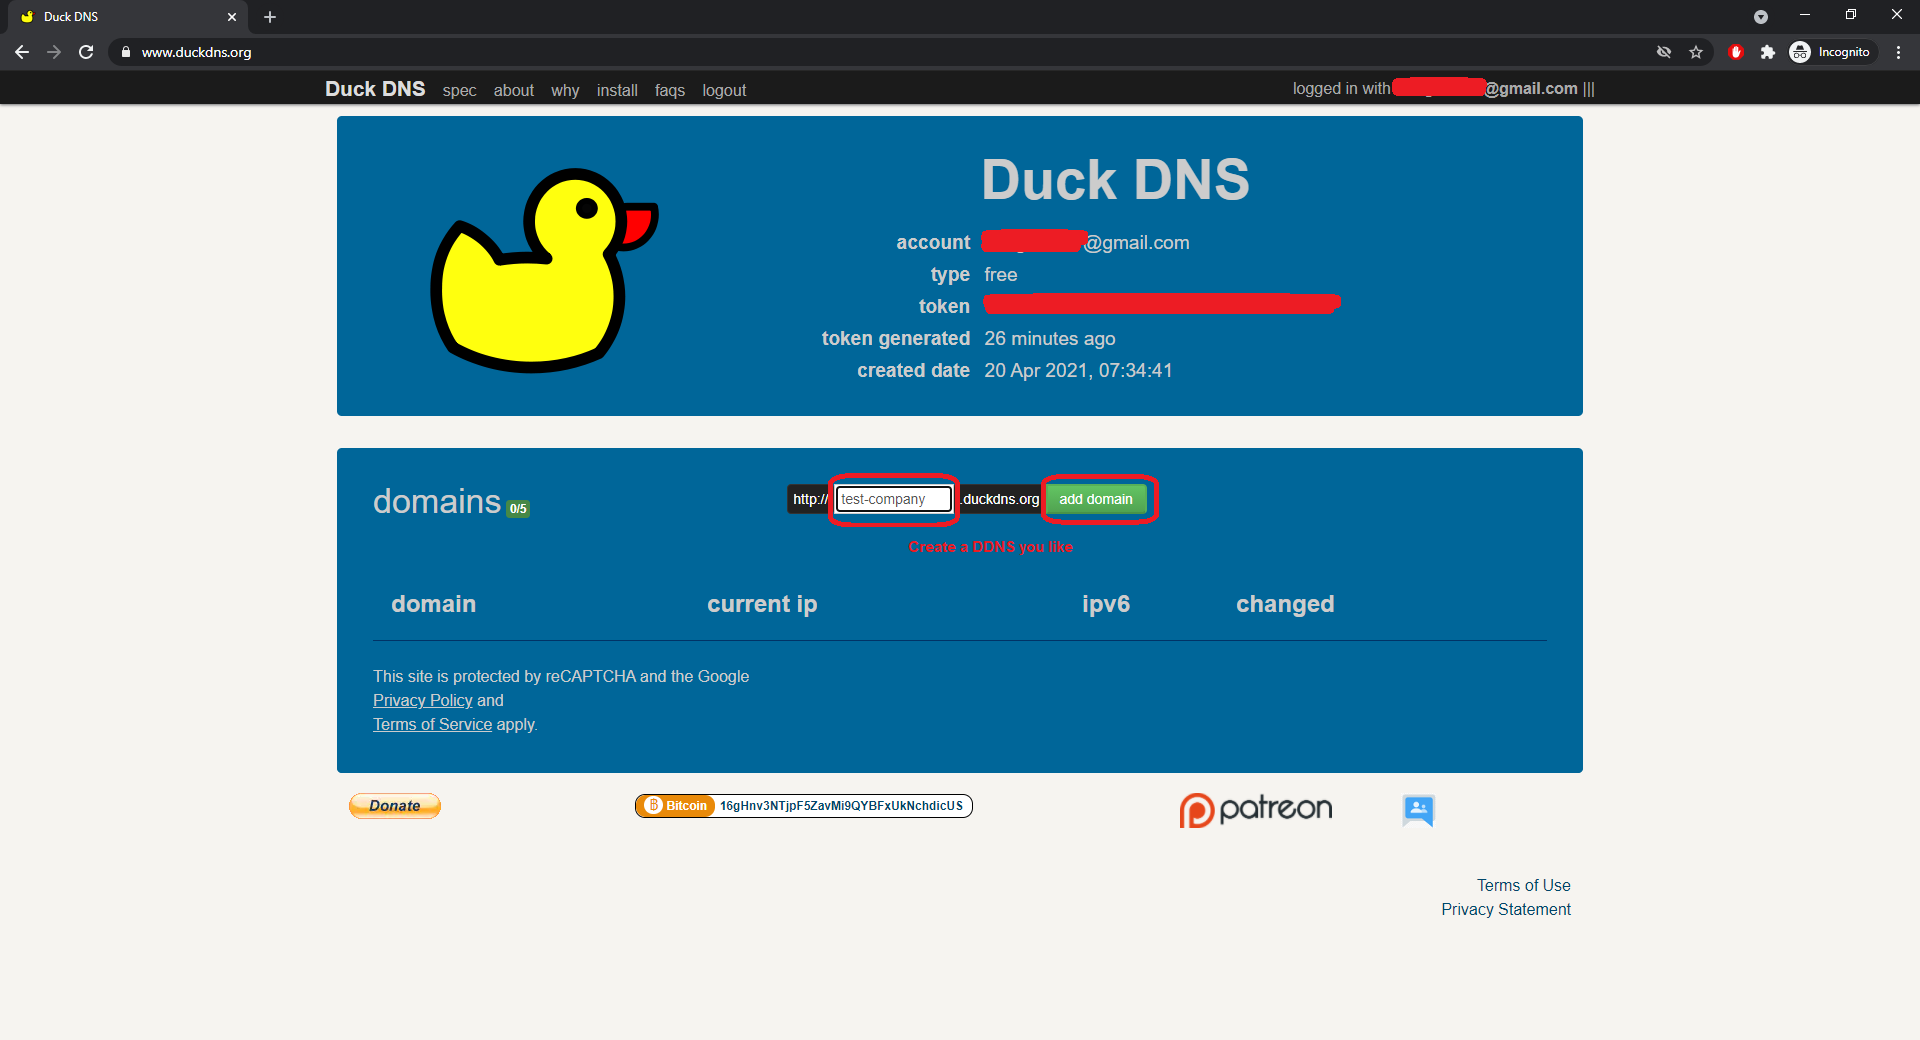 Duck DNS
www.duckdns.org
Incognito
Duck DNS spec about why install faqs logout
logged in with @gmail.com |||
Duck DNS
account @gmail.com
type free
token
token generated 26 minutes ago
created date 20 Apr 2021, 07:34:41
domains 0/5
http:// test-company .duckdns.org add domain
Create a DDNS you like
domain current ip ipv6 changed
This site is protected by reCAPTCHA and the Google
Privacy Policy and
Terms of Service apply.
Donate
Bitcoin 16gHnv3NTjpF5ZavMi9QYBFxUkNchdicUS
patreon
Terms of Use
Privacy Statement